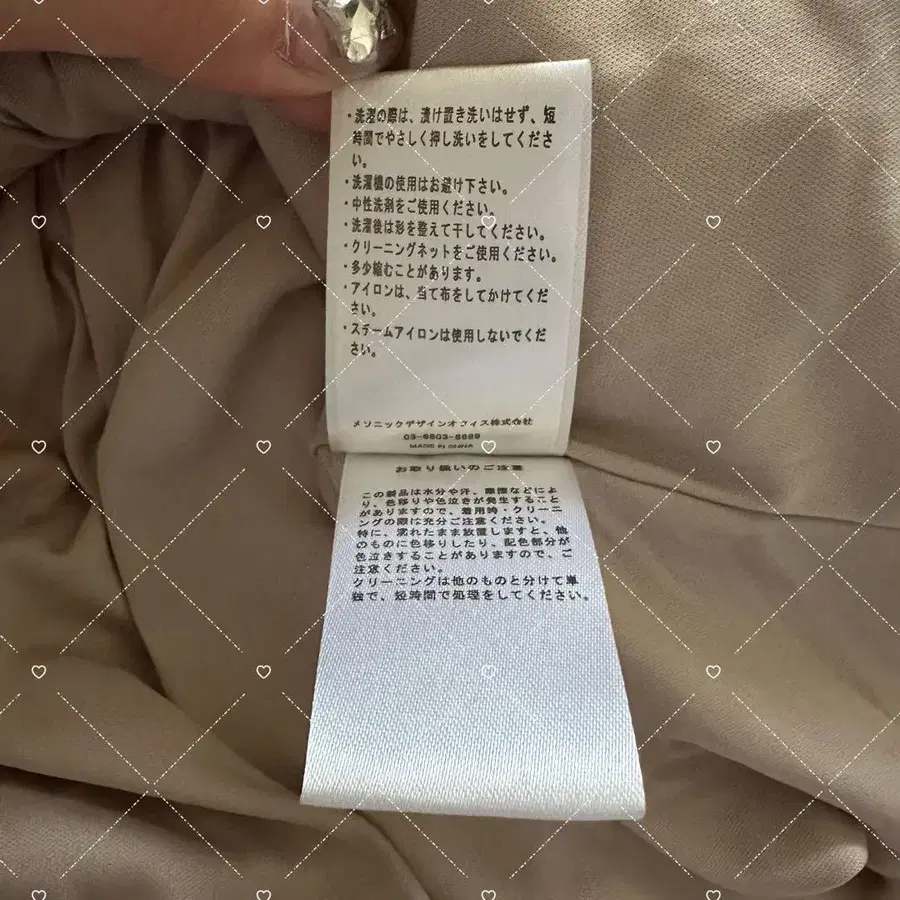 ・洗濯の際は、漬け置き洗いはせず、短
時間でやさしく押し洗いをしてくださ
い。
・洗濯機の使用はお避け下さい。
・中性洗剤をご使用ください。
・洗濯後は形を整えて干してください。
・クリーニングネットをご使用ください。
・多少縮むことがあります。
・アイロンは、当て布をしてかけてくだ
さい。
・スチームアイロンは使用しないでくだ
さい。
メソニックデザインオフィス株式会社
MADE IN CHINA
お取り扱いのご注意
この製品は水分や汗、摩擦などによ
り、色移りや色泣きが発生すること
がありますので、着用時・クリーニ
ングの際は充分ご注意ください。
特に、濡れたまま放置しますと、他
のものに色移りしたり、配色部分が
色泣きすることがありますので、ご
注意ください。
クリーニングは他のものと分けて単
独で、短時間で処理をしてください。